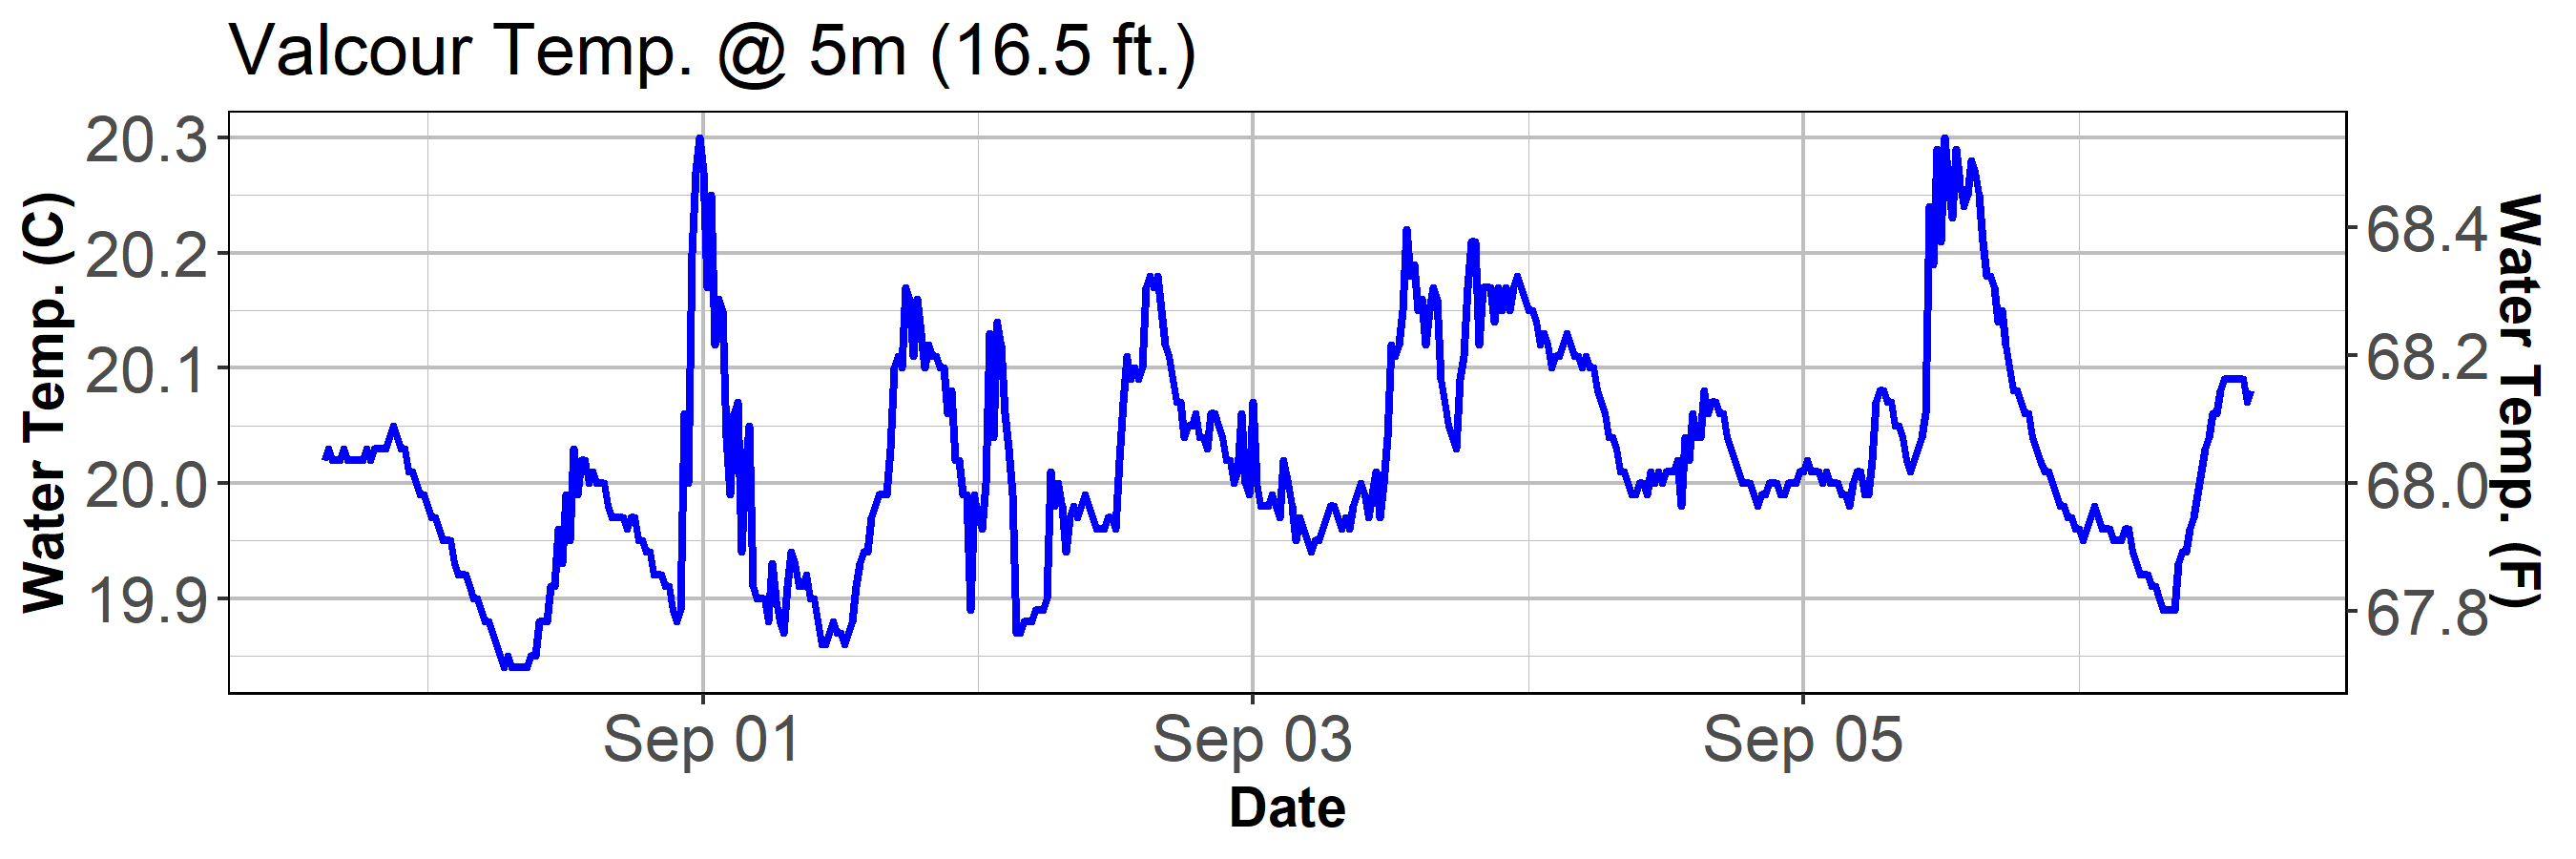 Valcour Temp. @ 5m (16.5 ft.)
Water Temp. (C)
20.3
20.2
20.1
20.0
19.9
68.4
68.2
68.0
67.8
Water Temp. (F)
Sep 01
Sep 03
Sep 05
Date